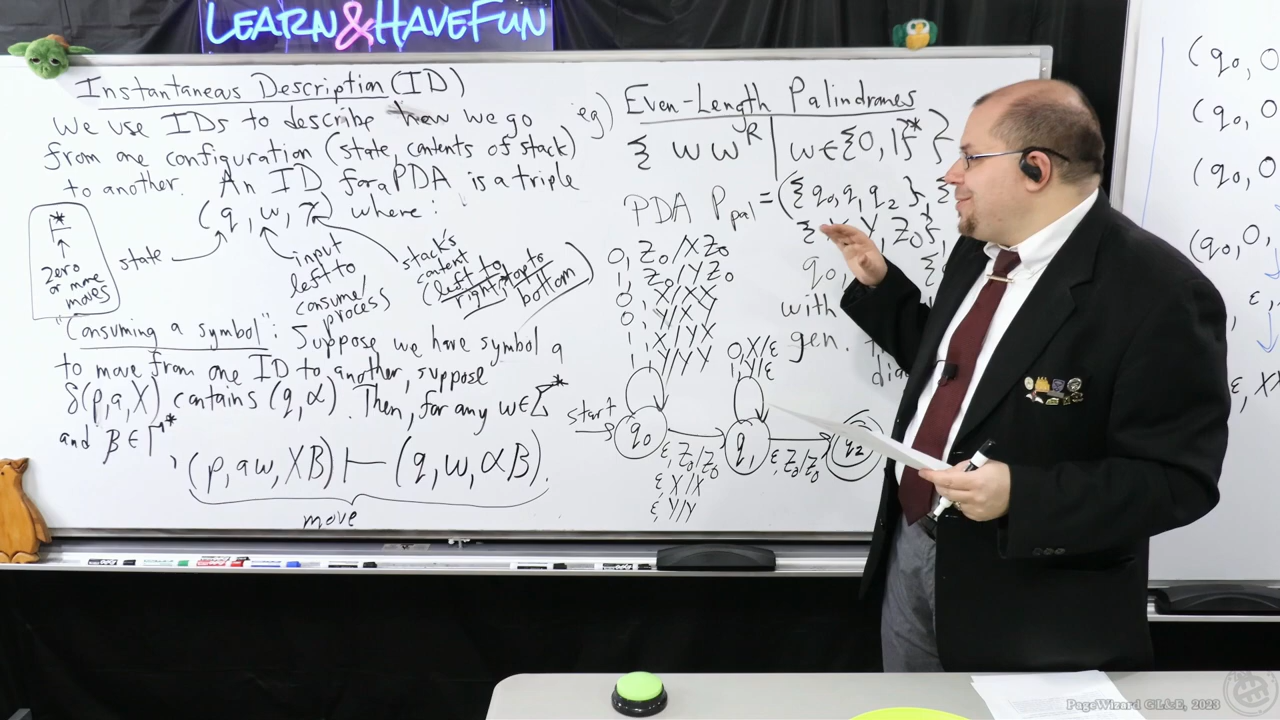 LEARN&HAVEFUN
Instantaneous Description (ID)
We use IDs to describe how we go
from one configuration (state, contents of stack)
to another. An ID for a PDA is a triple
(q, w, γ) where:
*
⊢
zero
or more
moves
state
input
left to
consume/
process
stack's
content
(left to
right, top to
bottom)
"Consuming a symbol": Suppose we have symbol a
to move from one ID to another, suppose
δ(p,a,X) contains (q,α) Then, for any w∈Σ*
and β∈Γ*,
(p, aw, Xβ) ⊢ (q, w, αβ).
move
eg) Even-Length Palindromes
{ w w^R | w∈{0,1}* }
PDA P_pal = ({q₀,q₁,q₂},{
Y, Z₀},
q₀,
with
gen.
dia
0, Z₀/XZ₀
1, Z₀/YZ₀
0, X/XX
0, Y/XY
1, X/YX
1, Y/YY
0, X/ε
1, Y/ε
start
q₀
q₁
q₂
ε, Z₀/Z₀
ε, X/X
ε, Y/Y
ε, Z₀/Z₀
(q₀, 0
(q₀, 0
(q₀, 0
(q₀, 0,
ε,
ε, X
PageWizard GL&E, 2023